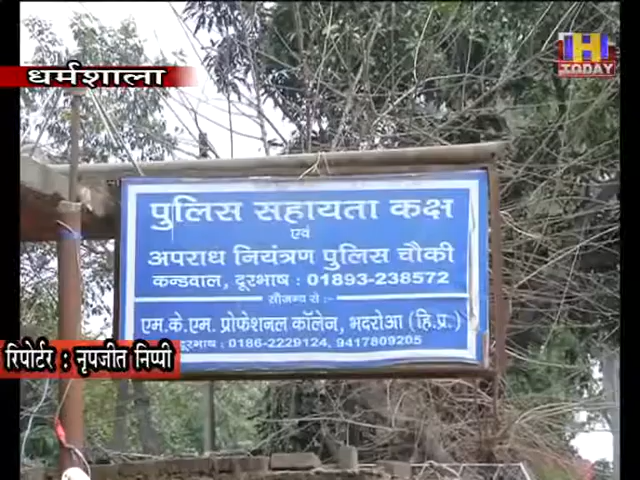 धर्मशाला
H
TODAY
पुलिस सहायता कक्ष
एवं
अपराध नियंत्रण पुलिस चौकी
कन्डवाल, दूरभाष : 01893-238572
सौजन्य से :-
एम.के.एम. प्रोफेशनल कॉलेज, भदरोआ (हि.प्र.)
दूरभाष : 0186-2229124, 9417809205
रिपोर्टर : नृपजीत निप्पी